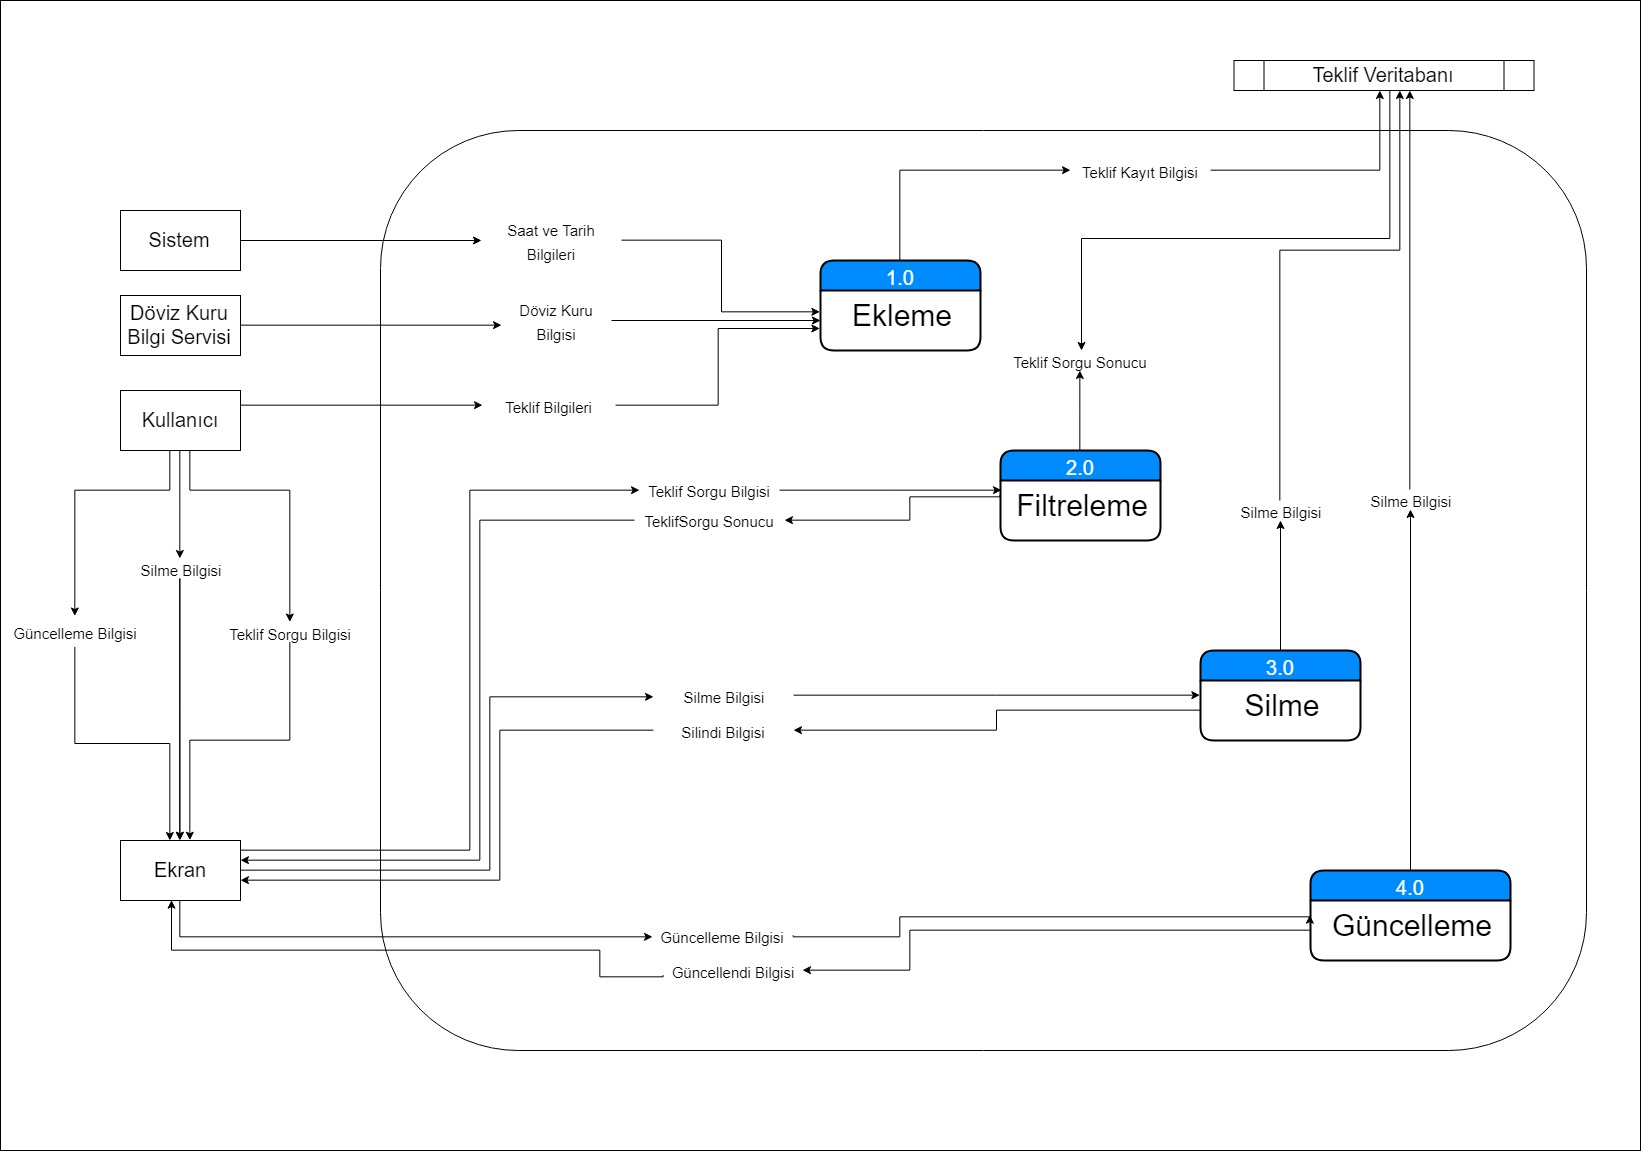 Teklif Veritabanı
Teklif Kayıt Bilgisi
Sistem
Saat ve Tarih
Bilgileri
1.0
Ekleme
Döviz Kuru
Bilgi Servisi
Döviz Kuru
Bilgisi
Teklif Sorgu Sonucu
Kullanıcı
Teklif Bilgileri
2.0
Filtreleme
Teklif Sorgu Bilgisi
TeklifSorgu Sonucu
Silme Bilgisi
Silme Bilgisi
Silme Bilgisi
Güncelleme Bilgisi
Teklif Sorgu Bilgisi
3.0
Silme
Silme Bilgisi
Silindi Bilgisi
Ekran
4.0
Güncelleme
Güncelleme Bilgisi
Güncellendi Bilgisi